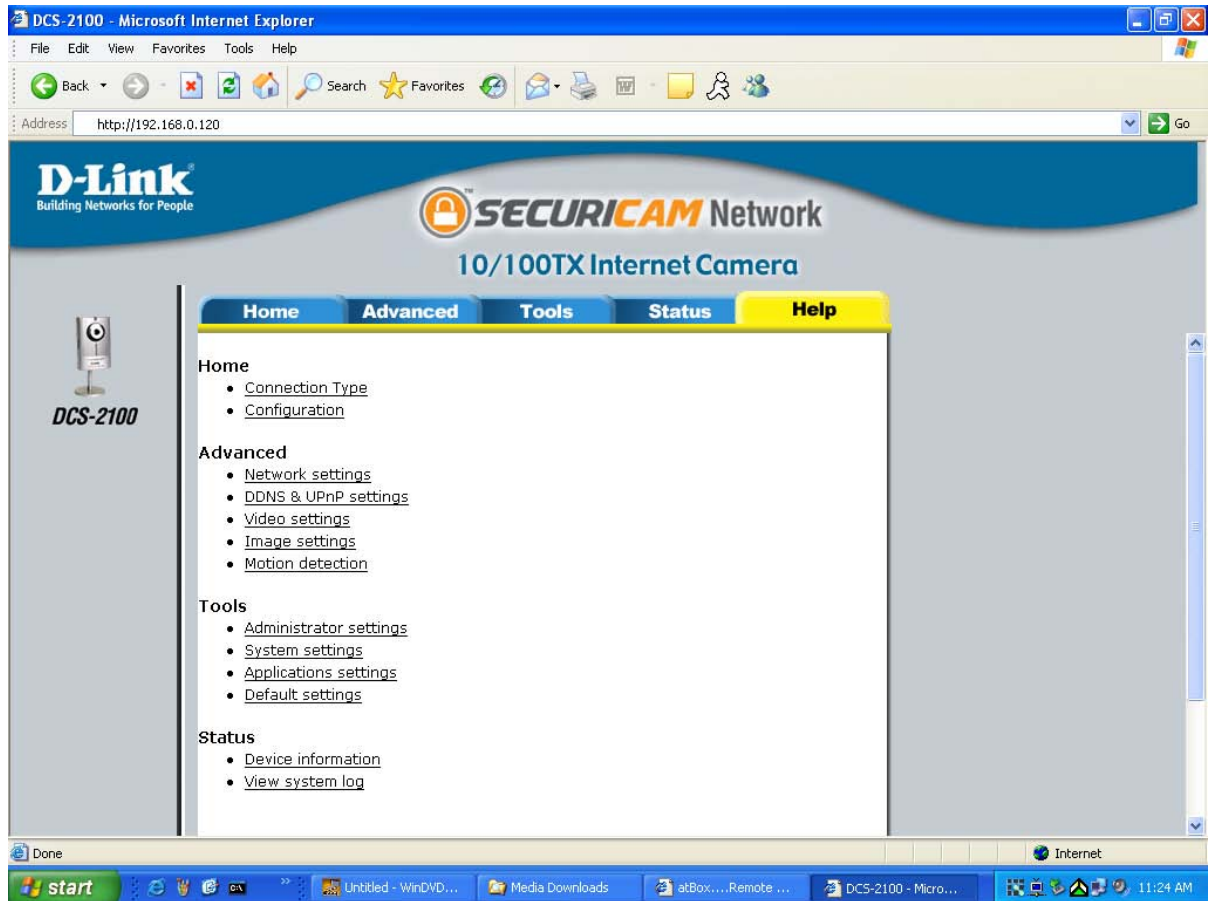 DCS-2100 - Microsoft Internet Explorer
File Edit View Favorites Tools Help
Back Search Favorites
Address http://192.168.0.120 Go
D-Link®
Building Networks for People
SECURICAM™ Network
10/100TX Internet Camera
Home Advanced Tools Status Help
DCS-2100
Home
Connection Type
Configuration
Advanced
Network settings
DDNS & UPnP settings
Video settings
Image settings
Motion detection
Tools
Administrator settings
System settings
Applications settings
Default settings
Status
Device information
View system log
Done Internet
start Untitled - WinDVD... Media Downloads atBox....Remote ... DCS-2100 - Micro... 11:24 AM